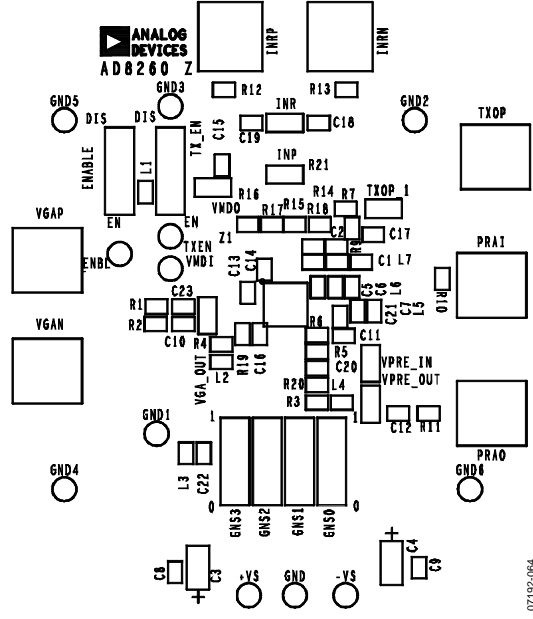 ANALOG
DEVICES
AD8260 Z
INRP
INRN
R12
R13
GND5
GND3
GND2
DIS
DIS
TXOP
C15
TX_EN
C19
INR
C18
ENABLE
L1
INP
R21
VMDO
R14
R7
TXOP_1
VGAP
R16
R17
R15
R18
EN
EN
Z1
C2
R9
C17
PRAI
TXEN
VMDI
ENBL
C1
L7
C13
C14
R10
C5
C6
L6
C7
L5
C21
R1
C23
R2
C10
VGAN
R4
R6
C11
R5
VGA_OUT
L2
R19
C16
C20
VPRE_IN
VPRE_OUT
R20
L4
R3
C12
R11
GND1
1
1
PRAO
GND4
L3
C22
0
0
GND6
GNS3
GNS2
GNS1
GNS0
C8
C3
+
+VS
GND
-VS
+
C4
C9
07192-064